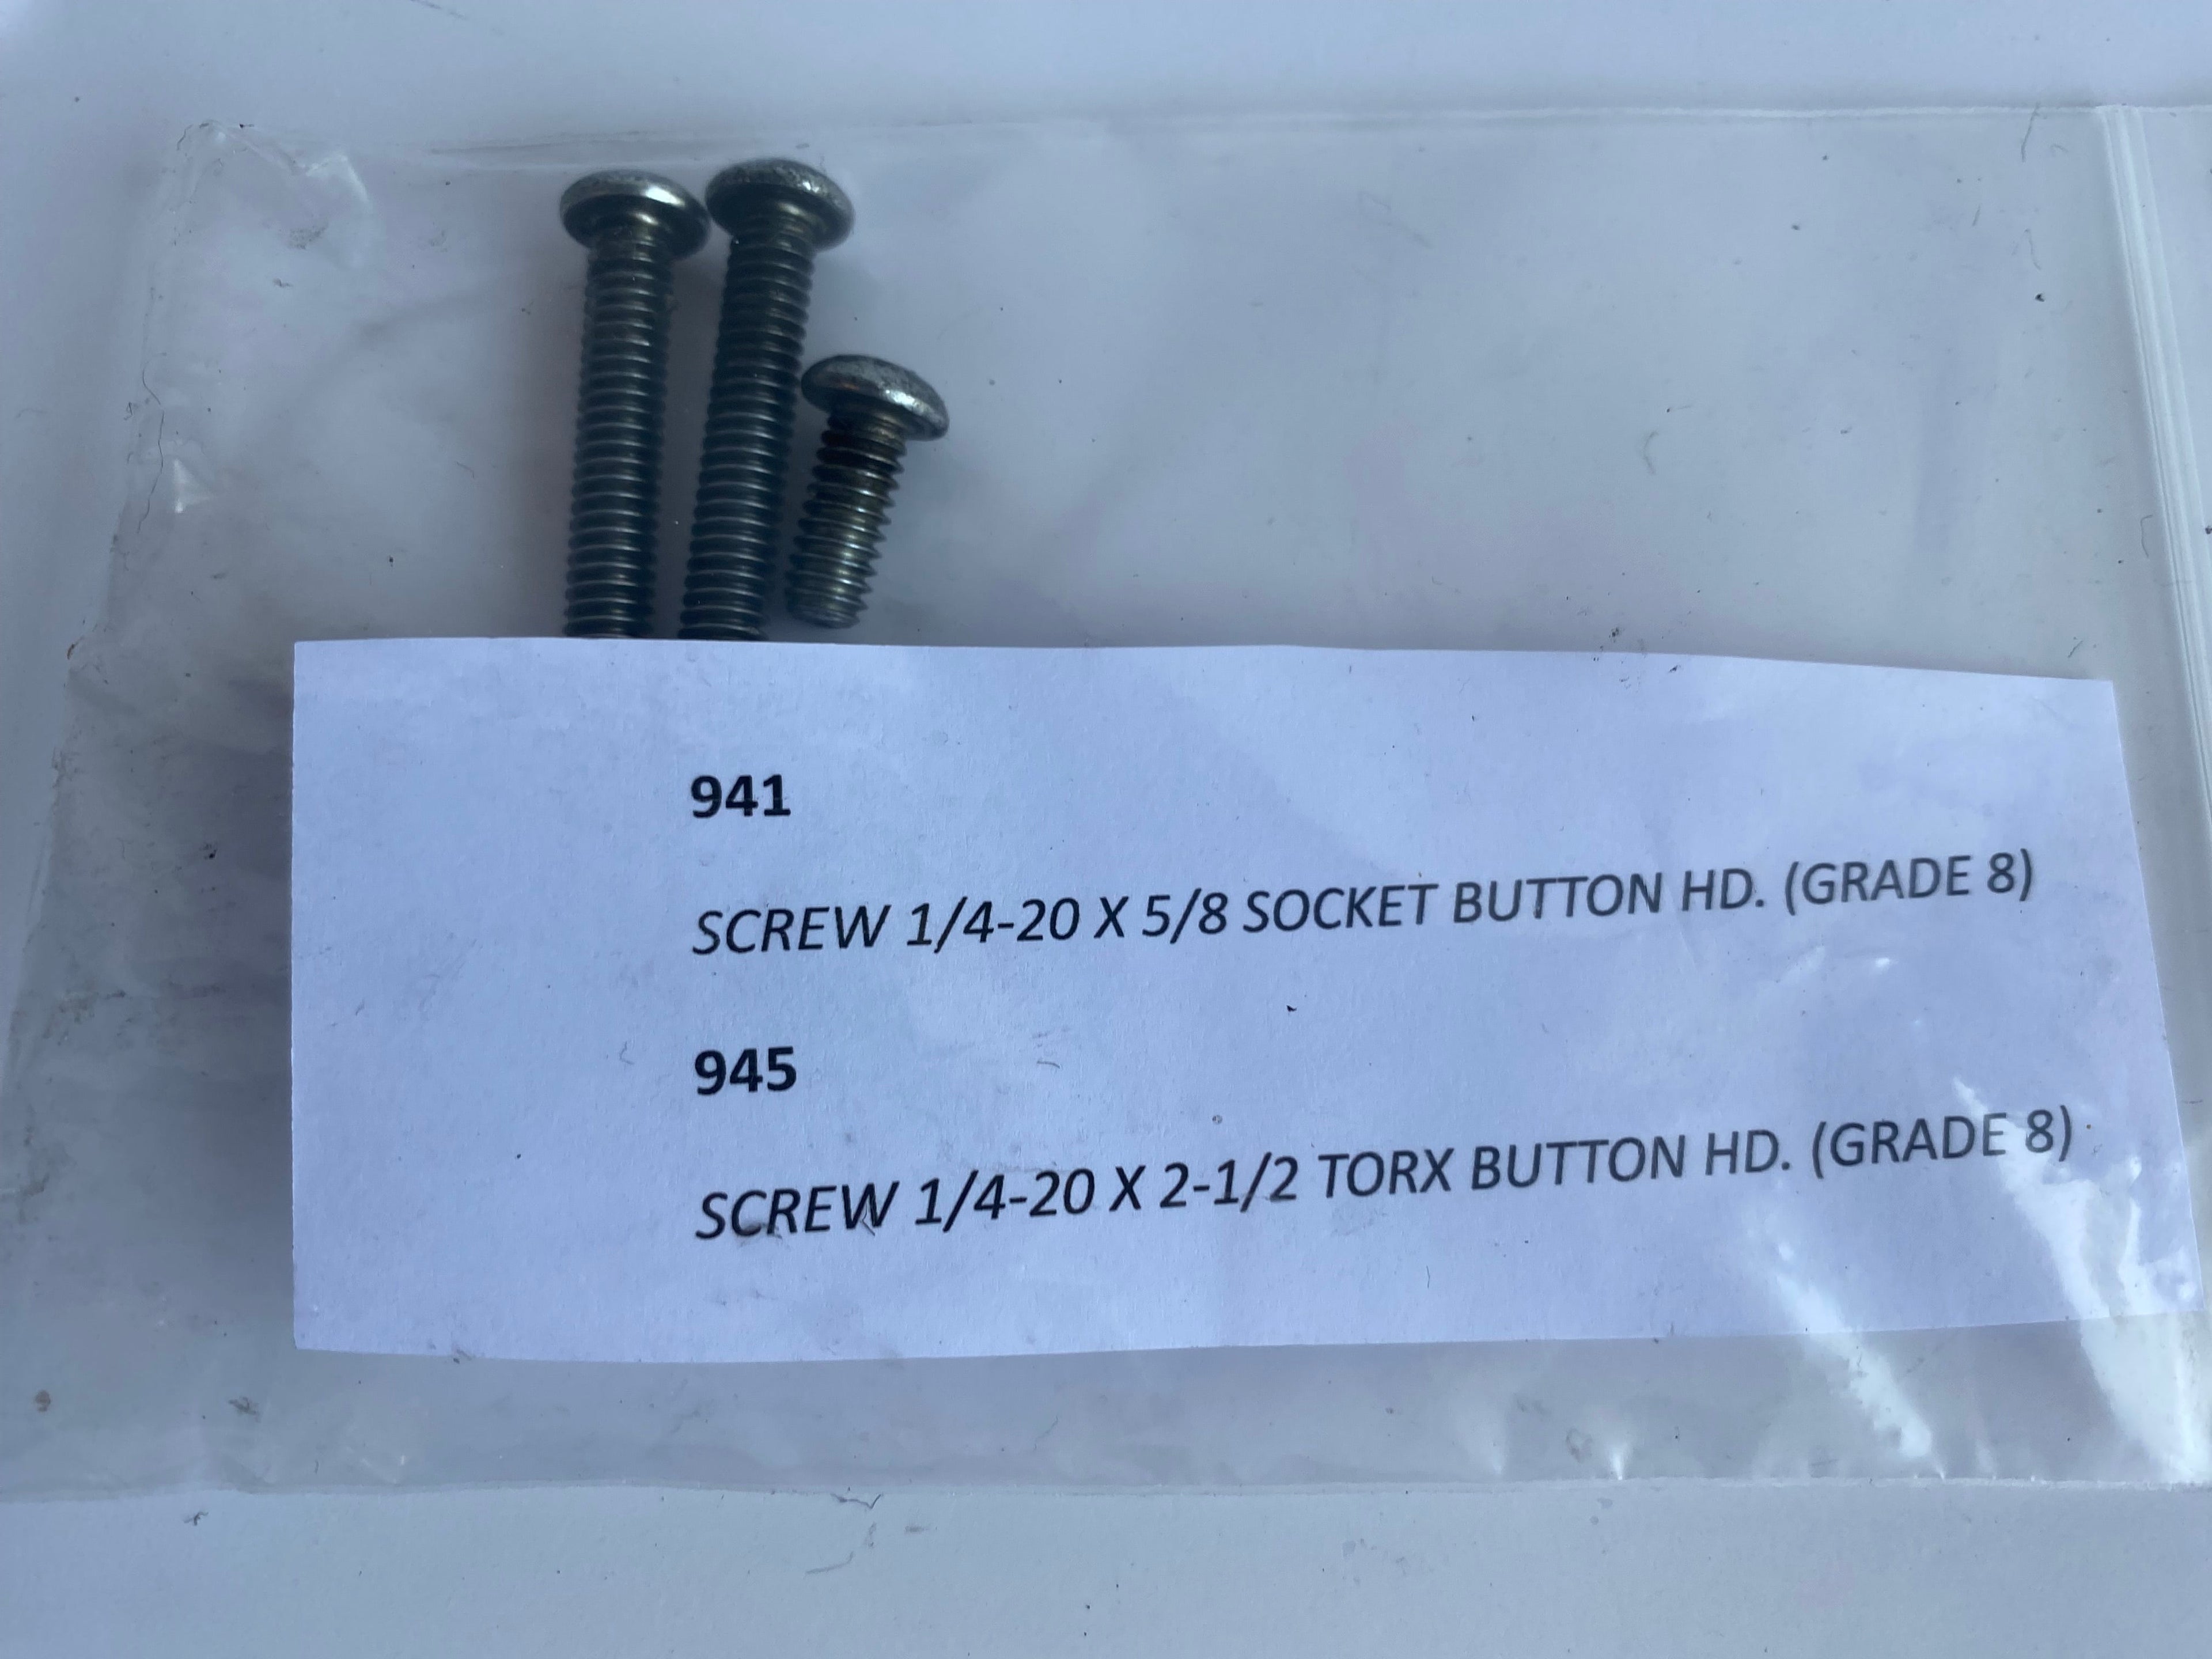 941
SCREW 1/4-20 X 5/8 SOCKET BUTTON HD. (GRADE 8)
945
SCREW 1/4-20 X 2-1/2 TORX BUTTON HD. (GRADE 8)